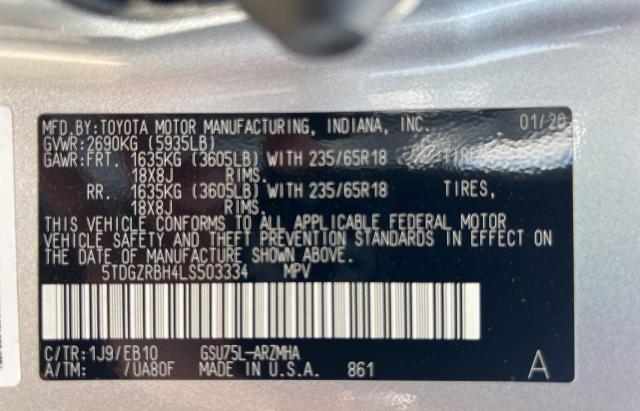 MFD.BY:TOYOTA MOTOR MANUFACTURING, INDIANA, INC. 01/20
GVWR:2690KG (5935LB)
GAWR:FRT. 1635KG (3605LB) WITH 235/65R18 TIRES,
18X8J RIMS.
RR. 1635KG (3605LB) WITH 235/65R18 TIRES,
18X8J RIMS.
THIS VEHICLE CONFORMS TO ALL APPLICABLE FEDERAL MOTOR
VEHICLE SAFETY AND THEFT PREVENTION STANDARDS IN EFFECT ON
THE DATE OF MANUFACTURE SHOWN ABOVE.
5TDGZRBH4LS503334 MPV
C/TR:1J9/EB10 GSU75L-ARZMHA
A/TM: /UA80F MADE IN U.S.A. 861 A